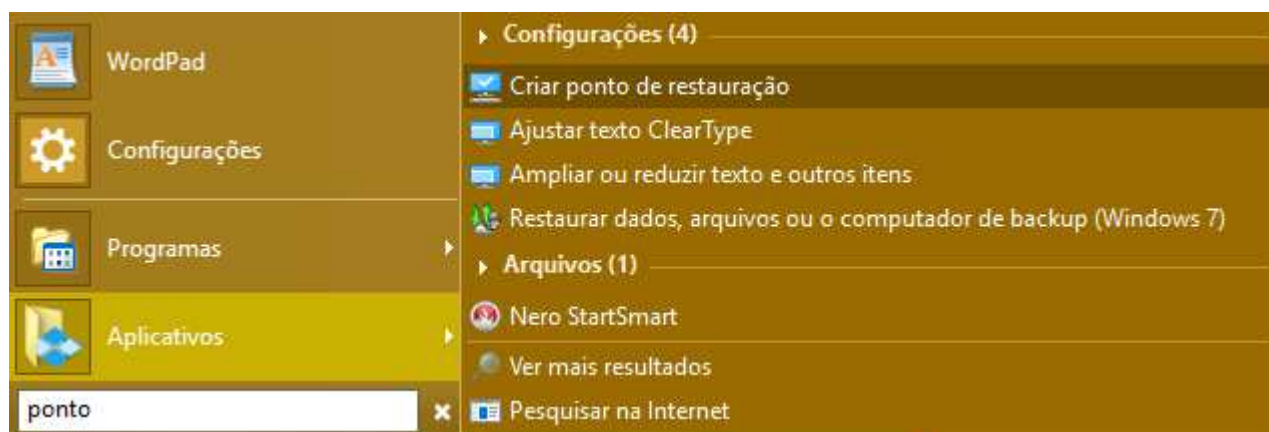 WordPad
Configurações
Programas
Aplicativos
ponto
Configurações (4)
Criar ponto de restauração
Ajustar texto ClearType
Ampliar ou reduzir texto e outros itens
Restaurar dados, arquivos ou o computador de backup (Windows 7)
Arquivos (1)
Nero StartSmart
Ver mais resultados
Pesquisar na Internet